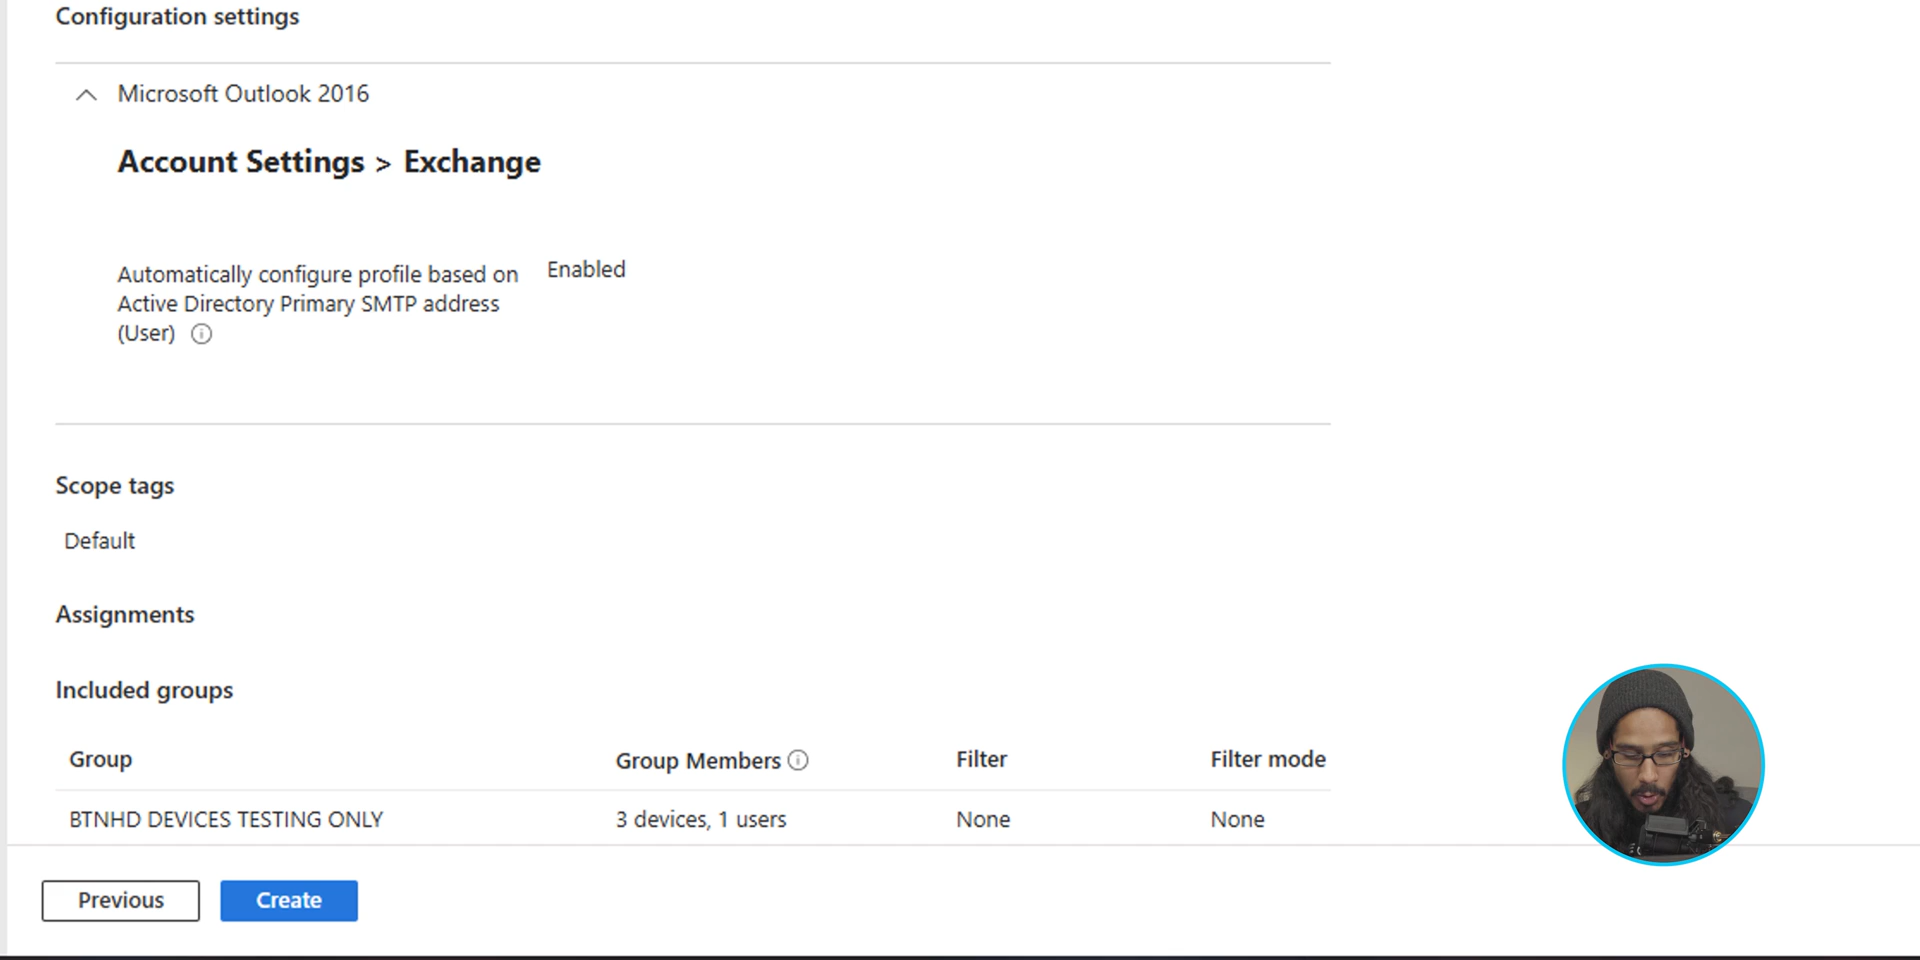 Configuration settings
Microsoft Outlook 2016
Account Settings > Exchange
Automatically configure profile based on
Active Directory Primary SMTP address
(User)
Enabled
Scope tags
Default
Assignments
Included groups
Group Group Members Filter Filter mode
BTNHD DEVICES TESTING ONLY 3 devices, 1 users None None
Previous Create